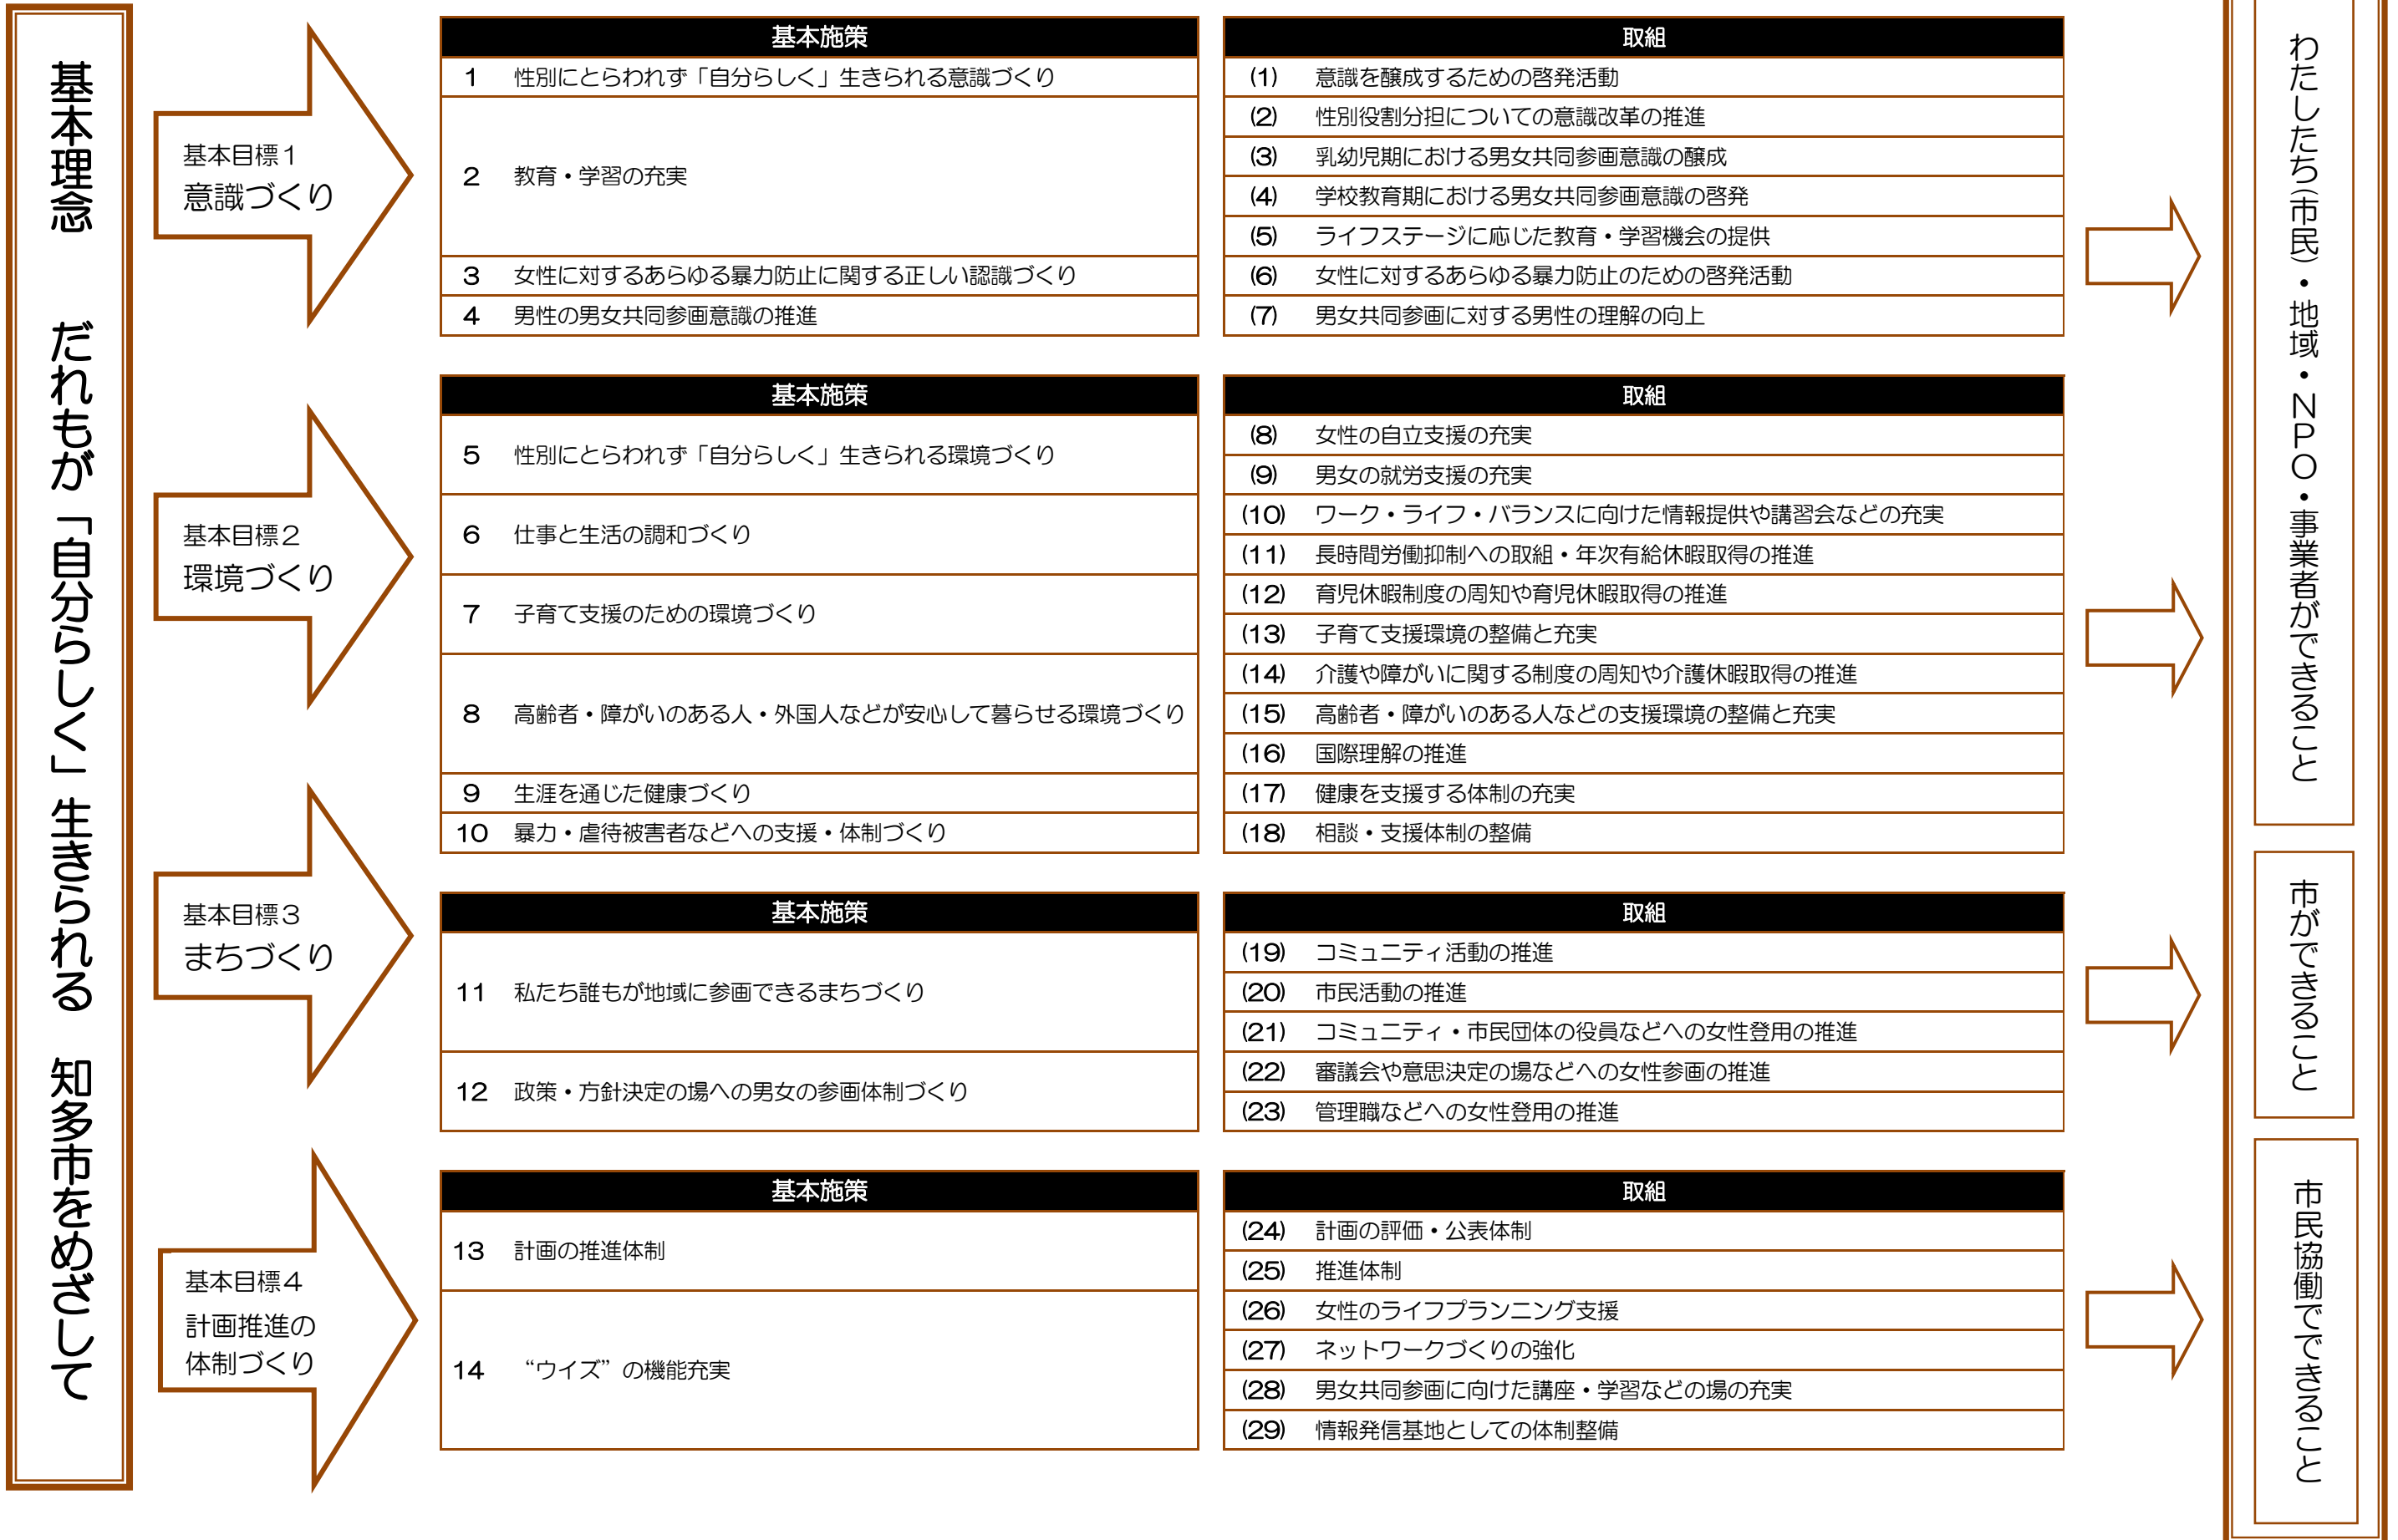 基本理念　だれもが「自分らしく」生きられる　知多市をめざして
基本目標１
意識づくり
基本施策
1 性別にとらわれず「自分らしく」生きられる意識づくり
2 教育・学習の充実
3 女性に対するあらゆる暴力防止に関する正しい認識づくり
4 男性の男女共同参画意識の推進
取組
(1) 意識を醸成するための啓発活動
(2) 性別役割分担についての意識改革の推進
(3) 乳幼児期における男女共同参画意識の醸成
(4) 学校教育期における男女共同参画意識の啓発
(5) ライフステージに応じた教育・学習機会の提供
(6) 女性に対するあらゆる暴力防止のための啓発活動
(7) 男女共同参画に対する男性の理解の向上
基本目標２
環境づくり
基本施策
5 性別にとらわれず「自分らしく」生きられる環境づくり
6 仕事と生活の調和づくり
7 子育て支援のための環境づくり
8 高齢者・障がいのある人・外国人などが安心して暮らせる環境づくり
9 生涯を通じた健康づくり
10 暴力・虐待被害者などへの支援・体制づくり
取組
(8) 女性の自立支援の充実
(9) 男女の就労支援の充実
(10) ワーク・ライフ・バランスに向けた情報提供や講習会などの充実
(11) 長時間労働抑制への取組・年次有給休暇取得の推進
(12) 育児休暇制度の周知や育児休暇取得の推進
(13) 子育て支援環境の整備と充実
(14) 介護や障がいに関する制度の周知や介護休暇取得の推進
(15) 高齢者・障がいのある人などの支援環境の整備と充実
(16) 国際理解の推進
(17) 健康を支援する体制の充実
(18) 相談・支援体制の整備
基本目標３
まちづくり
基本施策
11 私たち誰もが地域に参画できるまちづくり
12 政策・方針決定の場への男女の参画体制づくり
取組
(19) コミュニティ活動の推進
(20) 市民活動の推進
(21) コミュニティ・市民団体の役員などへの女性登用の推進
(22) 審議会や意思決定の場などへの女性参画の推進
(23) 管理職などへの女性登用の推進
基本目標４
計画推進の
体制づくり
基本施策
13 計画の推進体制
14 “ウイズ”の機能充実
取組
(24) 計画の評価・公表体制
(25) 推進体制
(26) 女性のライフプランニング支援
(27) ネットワークづくりの強化
(28) 男女共同参画に向けた講座・学習などの場の充実
(29) 情報発信基地としての体制整備
わたしたち(市民)・地域・ＮＰＯ・事業者ができること
市ができること
市民協働でできること